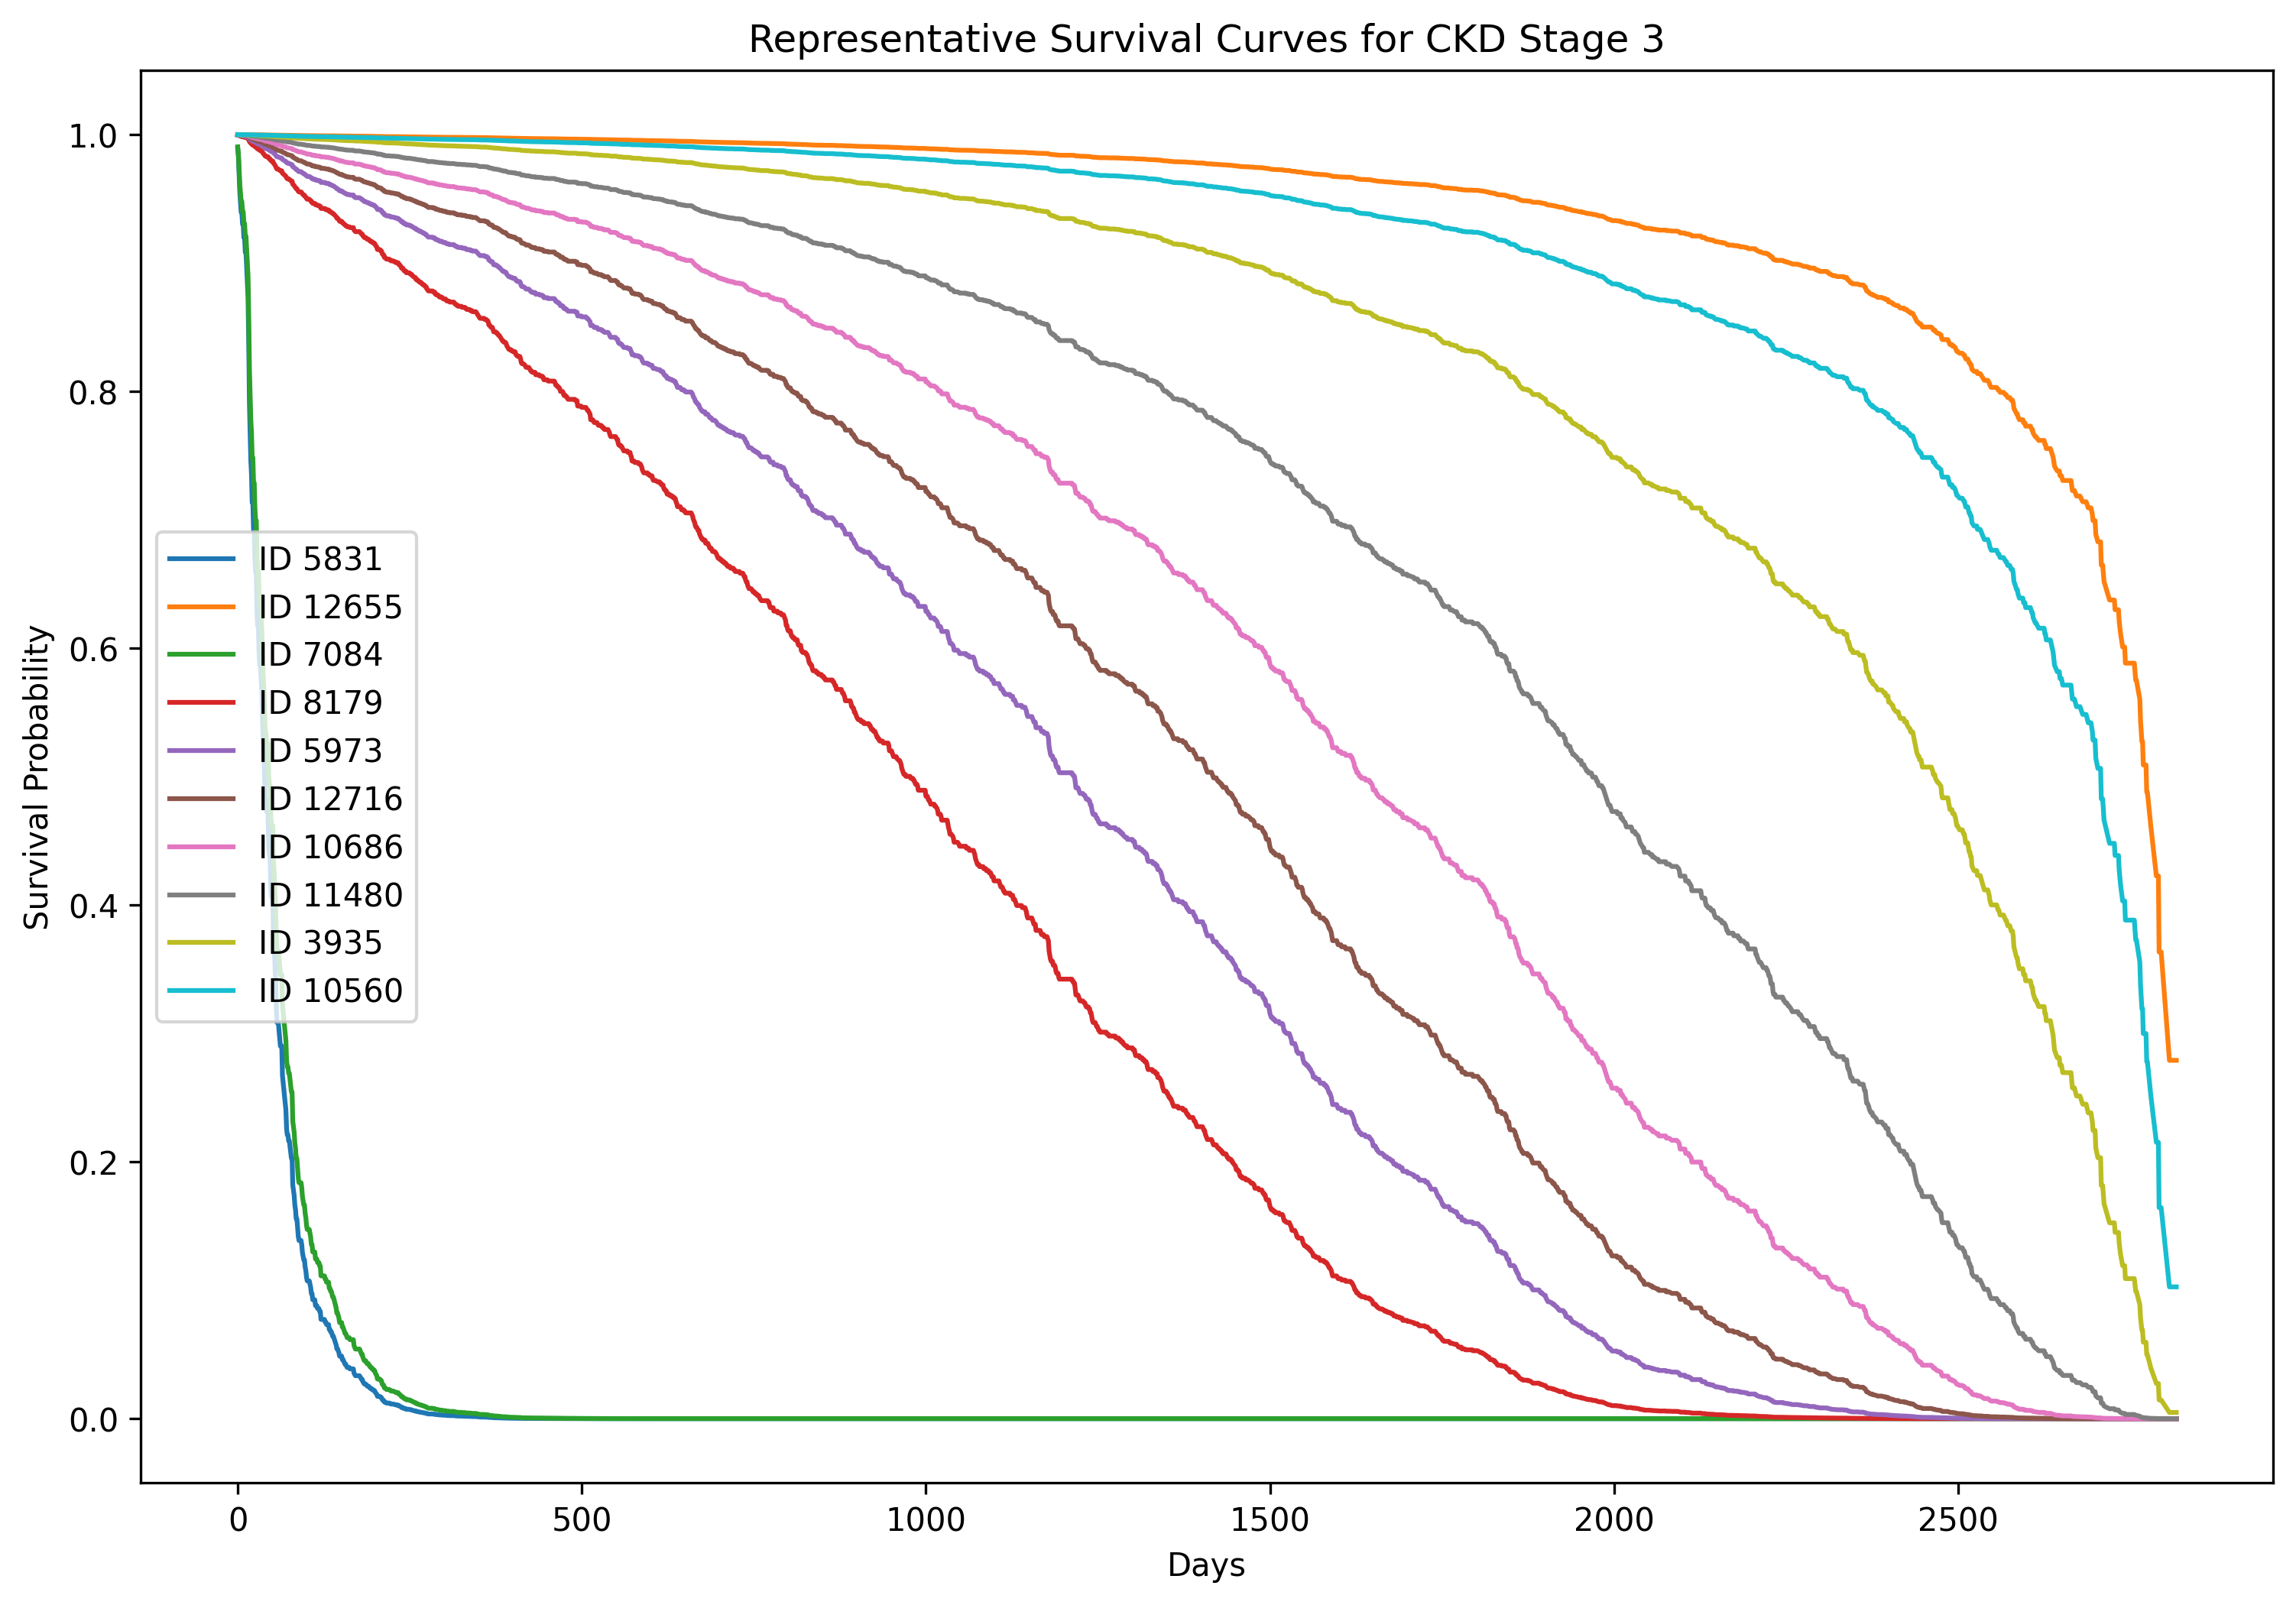 Representative Survival Curves for CKD Stage 3
Survival Probability
1.0
0.8
0.6
0.4
0.2
0.0
ID 5831
ID 12655
ID 7084
ID 8179
ID 5973
ID 12716
ID 10686
ID 11480
ID 3935
ID 10560
0 500 1000 1500 2000 2500
Days